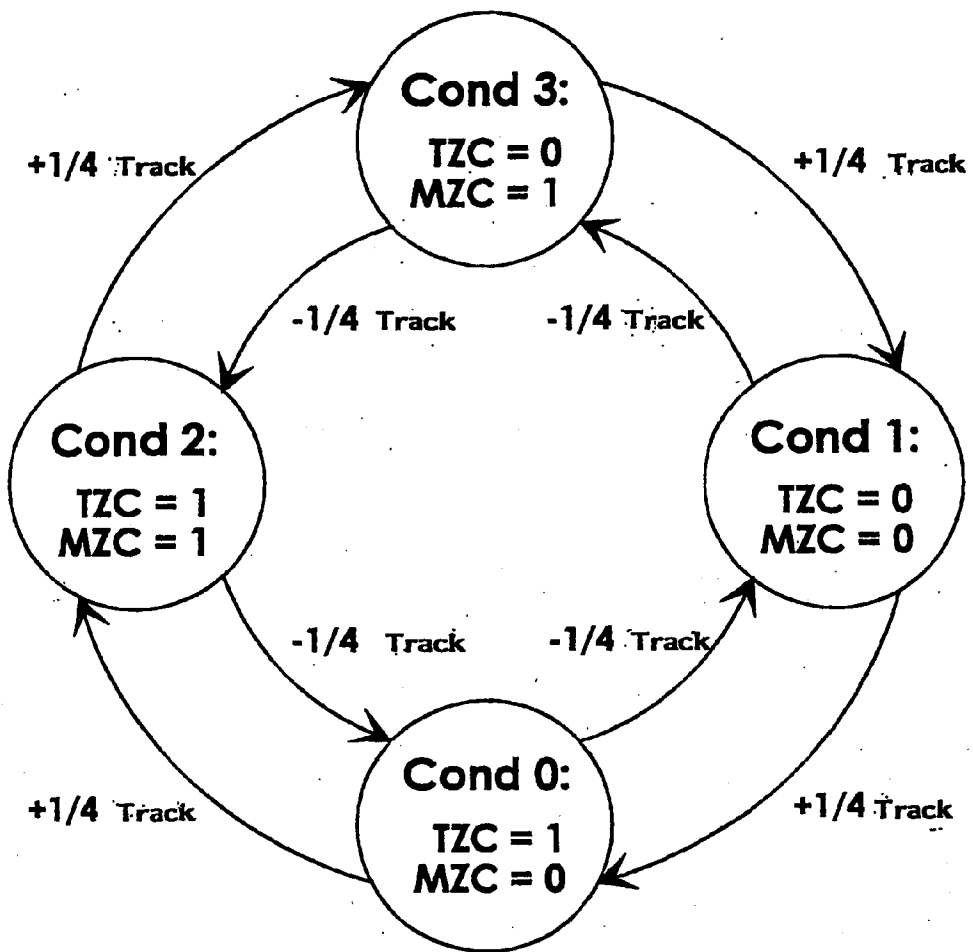 Cond 3:
TZC = 0
MZC = 1
+1/4 Track
+1/4 Track
-1/4 Track
-1/4 Track
Cond 2:
TZC = 1
MZC = 1
Cond 1:
TZC = 0
MZC = 0
-1/4 Track
-1/4 Track
Cond 0:
TZC = 1
MZC = 0
+1/4 Track
+1/4 Track